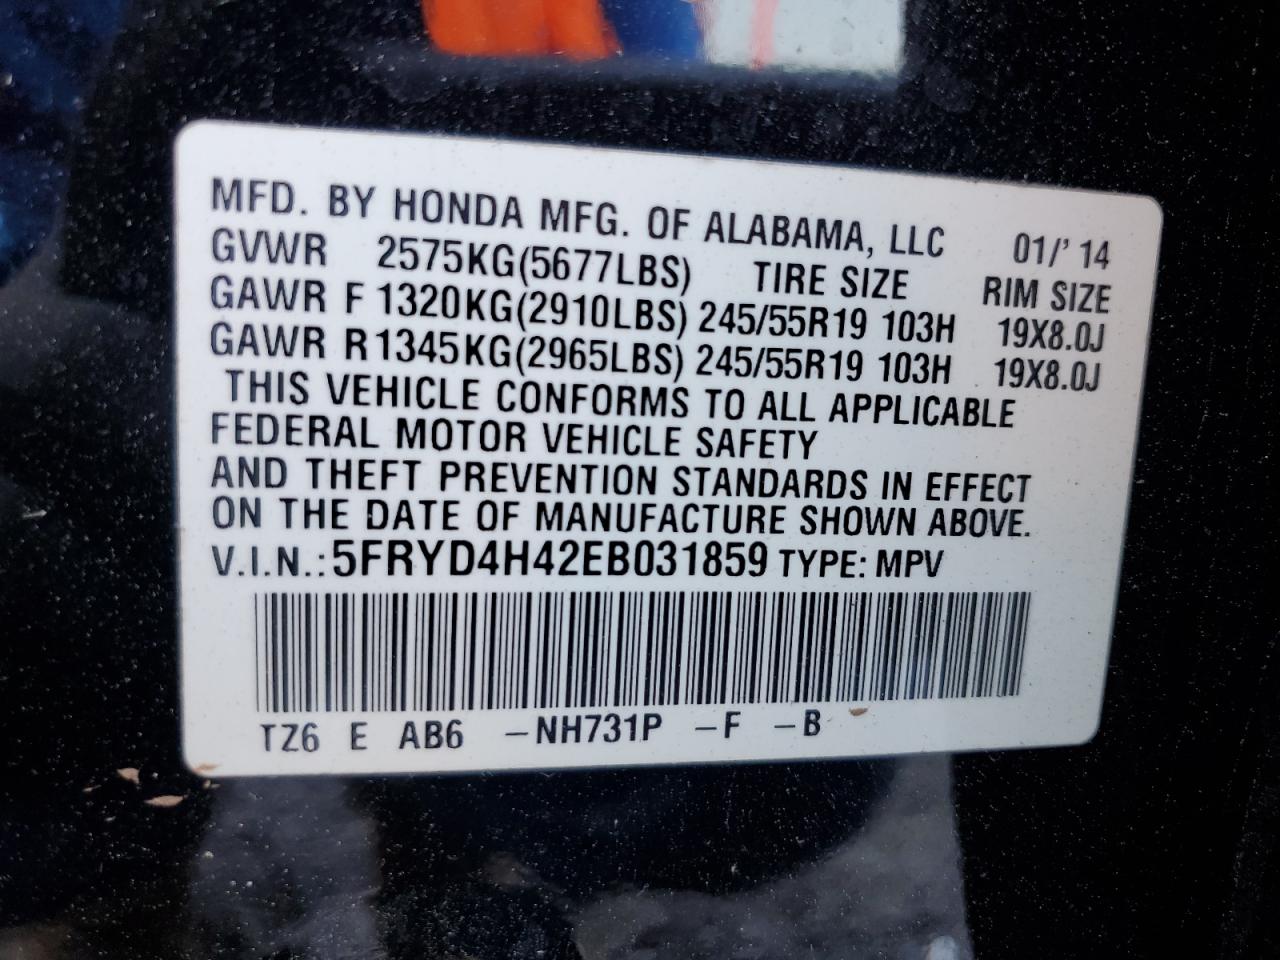 MFD. BY HONDA MFG. OF ALABAMA, LLC 01/' 14
GVWR 2575KG(5677LBS) TIRE SIZE RIM SIZE
GAWR F 1320KG(2910LBS) 245/55R19 103H 19X8.0J
GAWR R 1345KG(2965LBS) 245/55R19 103H 19X8.0J
THIS VEHICLE CONFORMS TO ALL APPLICABLE
FEDERAL MOTOR VEHICLE SAFETY
AND THEFT PREVENTION STANDARDS IN EFFECT
ON THE DATE OF MANUFACTURE SHOWN ABOVE.
V.I.N.: 5FRYD4H42EB031859 TYPE: MPV
TZ6 E AB6 -NH731P -F -B